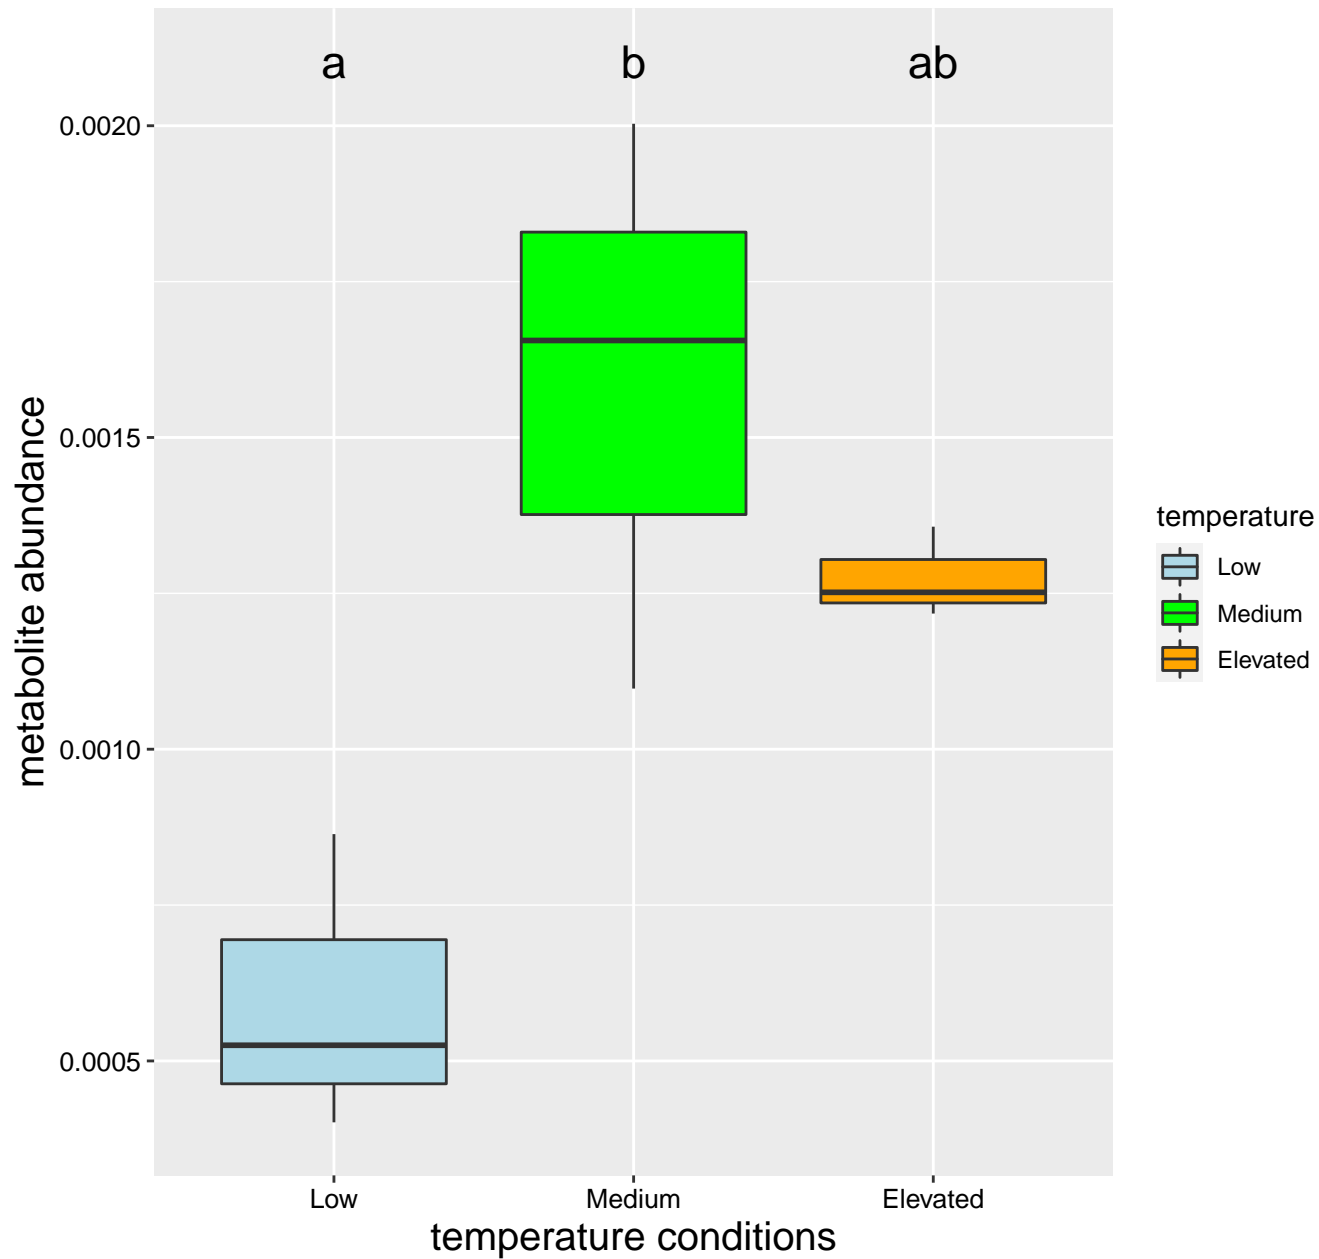 a b ab
0.0020
0.0015
0.0010
0.0005
metabolite abundance
Low Medium Elevated
temperature conditions
temperature
Low
Medium
Elevated